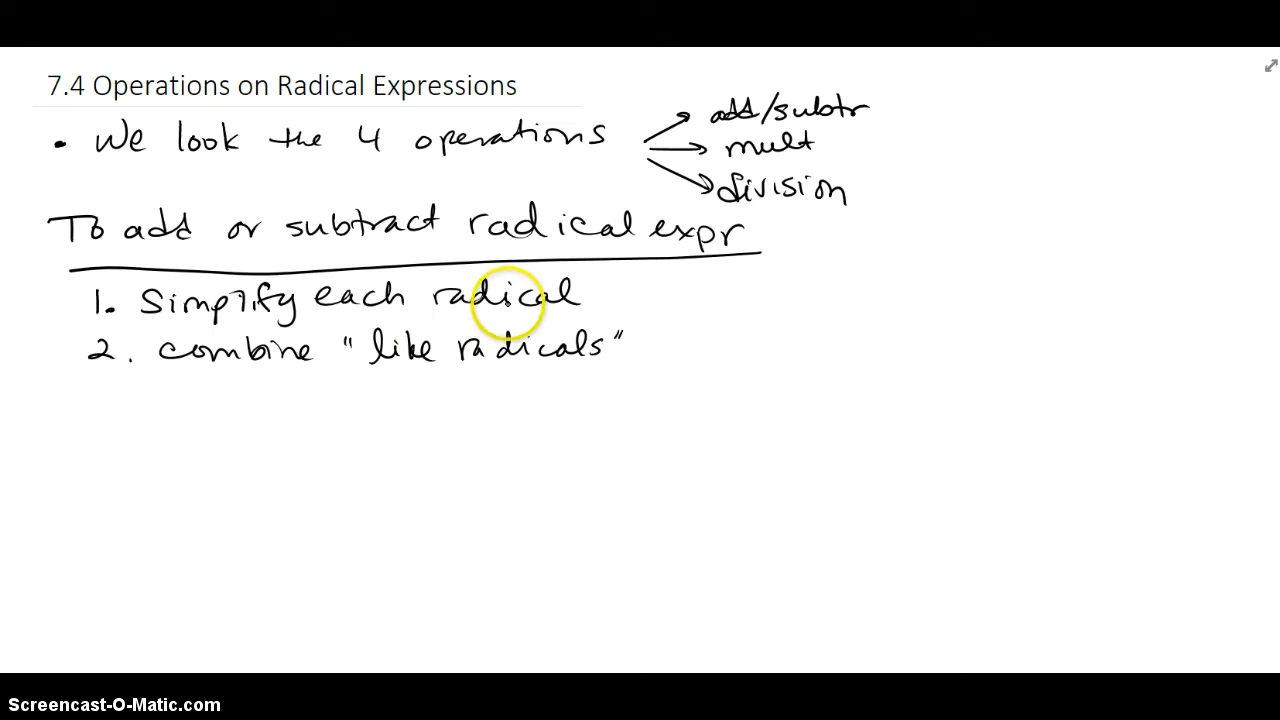 7.4 Operations on Radical Expressions
• We look the 4 operations
add/subtr
mult
division
To add or subtract radical expr
1. Simplify each radical
2. combine "like radicals"
Screencast-O-Matic.com